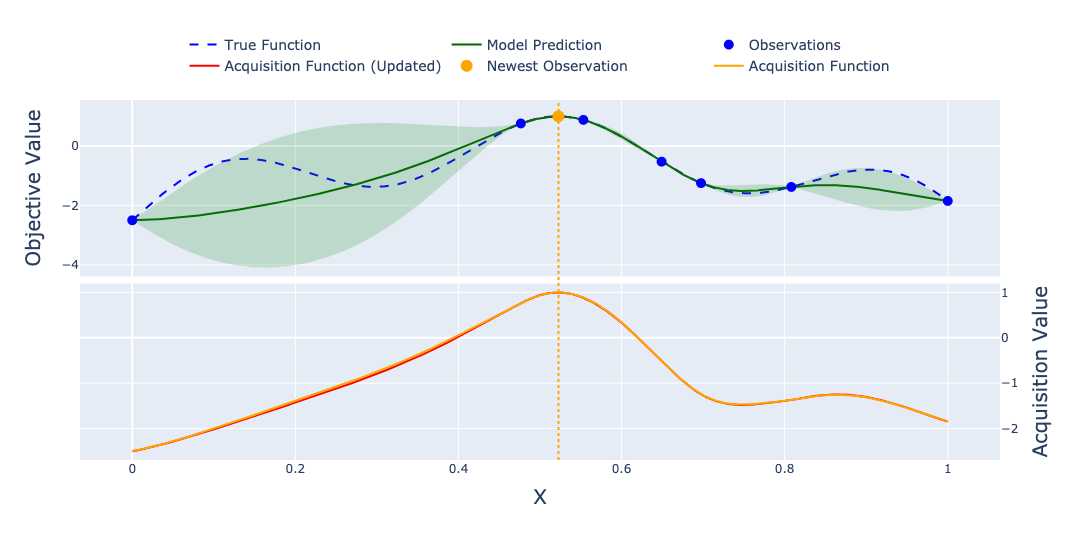 True Function Model Prediction Observations
Acquisition Function (Updated) Newest Observation Acquisition Function
Objective Value
0
−2
−4
1
0
−1
−2
Acquisition Value
0 0.2 0.4 0.6 0.8 1
X